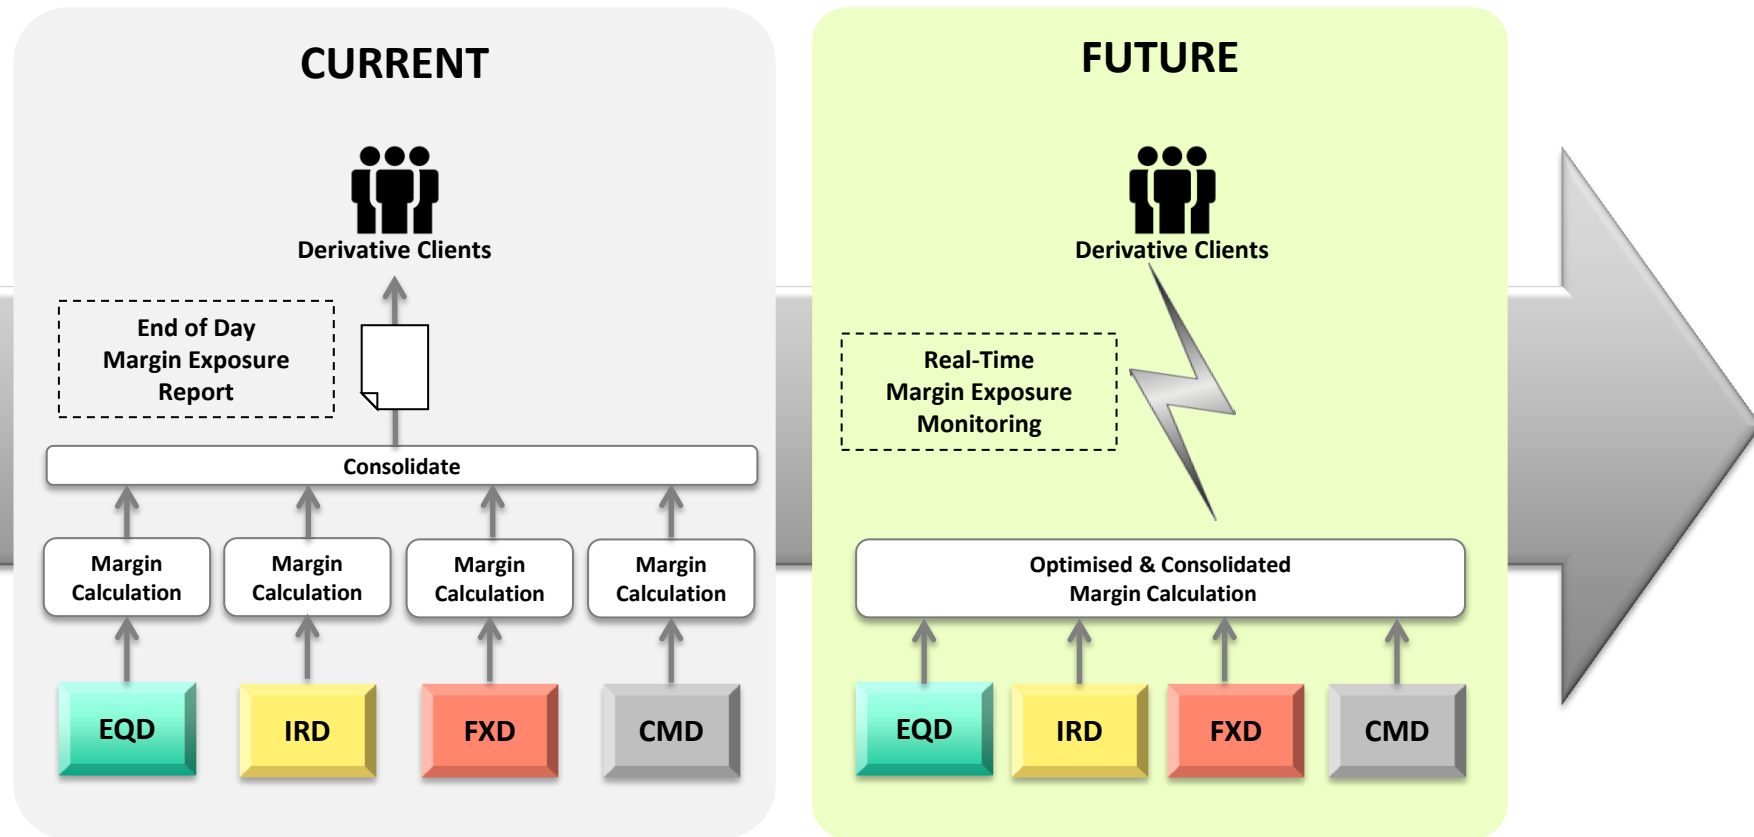 CURRENT
Derivative Clients
End of Day
Margin Exposure
Report
Consolidate
Margin
Calculation
Margin
Calculation
Margin
Calculation
Margin
Calculation
EQD
IRD
FXD
CMD
FUTURE
Derivative Clients
Real-Time
Margin Exposure
Monitoring
Optimised & Consolidated
Margin Calculation
EQD
IRD
FXD
CMD